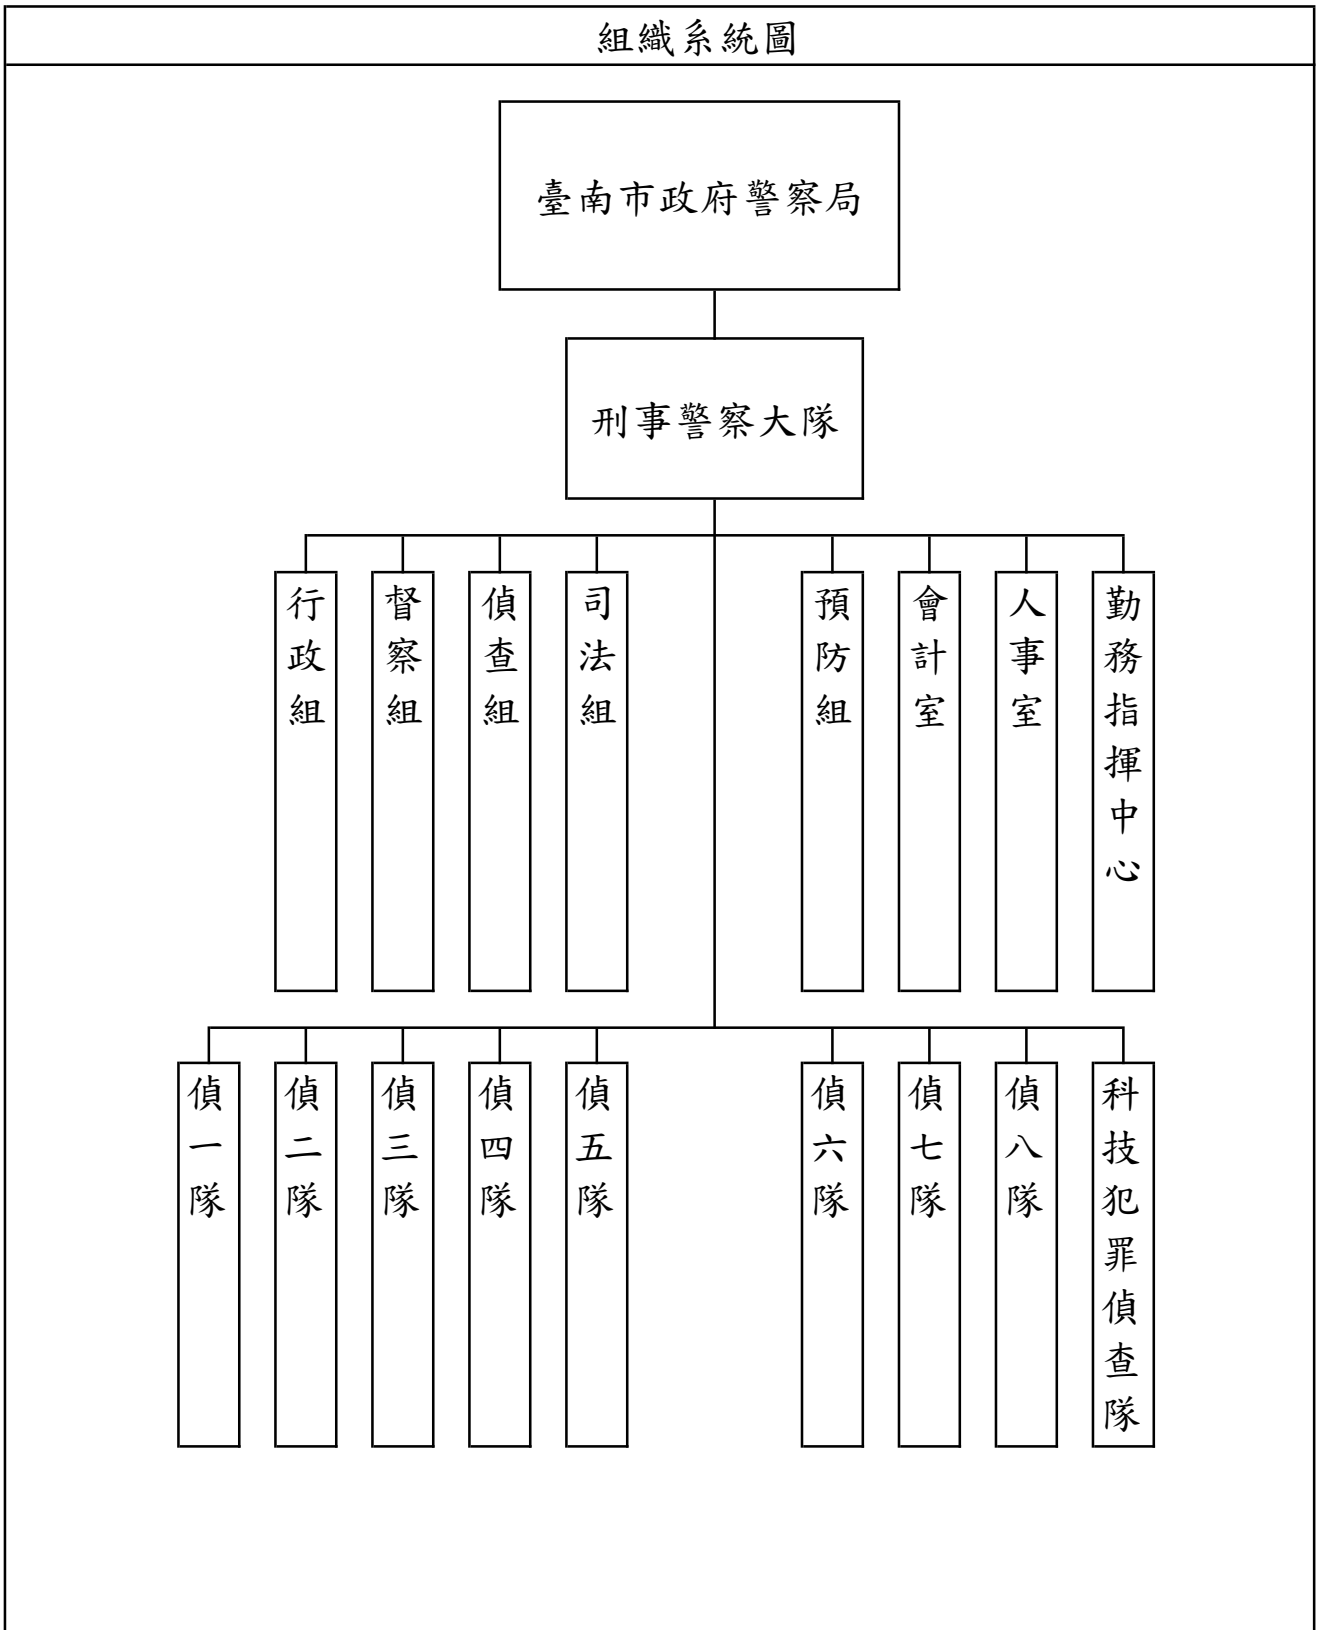 組織系統圖
臺南市政府警察局
刑事警察大隊
行政組
督察組
偵查組
司法組
預防組
會計室
人事室
勤務指揮中心
偵一隊
偵二隊
偵三隊
偵四隊
偵五隊
偵六隊
偵七隊
偵八隊
科技犯罪偵查隊